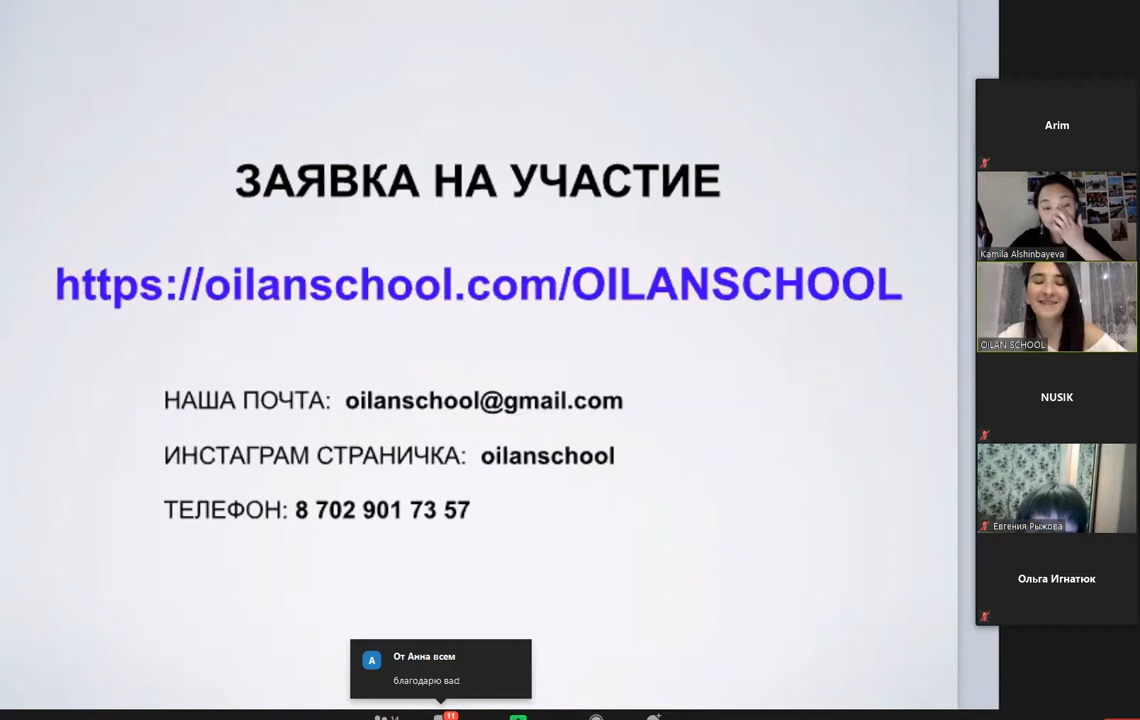 ЗАЯВКА НА УЧАСТИЕ
https://oilanschool.com/OILANSCHOOL
НАША ПОЧТА: oilanschool@gmail.com
ИНСТАГРАМ СТРАНИЧКА: oilanschool
ТЕЛЕФОН: 8 702 901 73 57
Arim
Kamila Alshinbayeva
OILAN SCHOOL
NUSIK
Евгения Рыжова
Ольга Игнатюк
A
От Анна всем
благодарю вас!
14
11